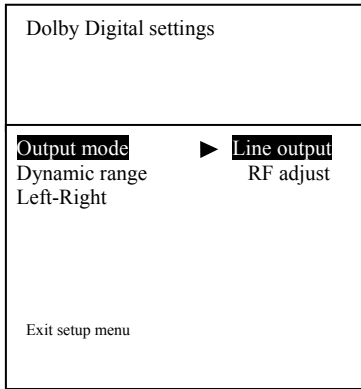 Dolby Digital settings
Output mode ► Line output
Dynamic range RF adjust
Left-Right
Exit setup menu